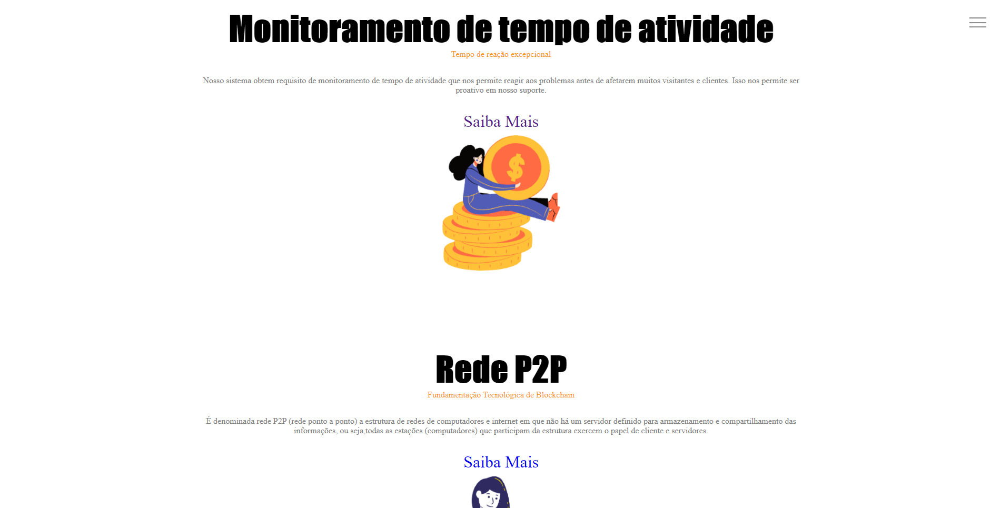 Monitoramento de tempo de atividade
Tempo de reação excepcional
Nosso sistema obtem requisito de monitoramento de tempo de atividade que nos permite reagir aos problemas antes de afetarem muitos visitantes e clientes. Isso nos permite ser
proativo em nosso suporte.
Saiba Mais
$
Rede P2P
Fundamentação Tecnológica de Blockchain
É denominada rede P2P (rede ponto a ponto) a estrutura de redes de computadores e internet em que não há um servidor definido para armazenamento e compartilhamento das
informações, ou seja,todas as estações (computadores) que participam da estrutura exercem o papel de cliente e servidores.
Saiba Mais